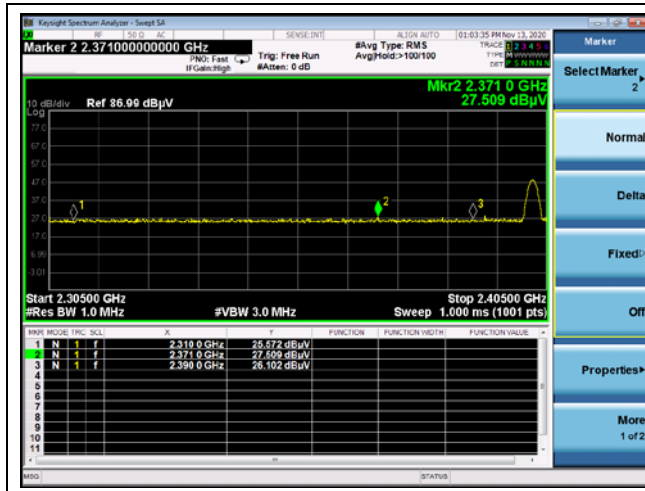 Keysight Spectrum Analyzer - Swept SA
RF 50 Ω AC SENSE:INT ALIGN AUTO 01:03:35 PM Nov 13, 2020
Marker 2 2.371000000000 GHz
PNO: Fast
IFGain:High
Trig: Free Run
#Atten: 0 dB
#Avg Type: RMS
Avg|Hold:>100/100
TRACE 1 2 3 4 5 6
TYPE M
DET P S N N N N
Mkr2 2.371 0 GHz
27.509 dBµV
10 dB/div Ref 86.99 dBµV
Log
77.0
67.0
57.0
47.0
37.0
27.0
17.0
6.99
-3.01
1
2
3
Start 2.30500 GHz Stop 2.40500 GHz
#Res BW 1.0 MHz #VBW 3.0 MHz Sweep 1.000 ms (1001 pts)
MKR MODE TRC SCL X Y FUNCTION FUNCTION WIDTH FUNCTION VALUE
1 N 1 f 2.310 0 GHz 25.572 dBµV
2 N 1 f 2.371 0 GHz 27.509 dBµV
3 N 1 f 2.390 0 GHz 26.102 dBµV
4
5
6
7
8
9
10
11
MSG STATUS
Marker
Select Marker
2
Normal
Delta
Fixed
Off
Properties
More
1 of 2